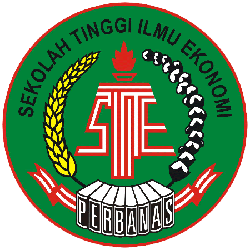 SEKOLAH TINGGI ILMU EKONOMI
STIE
PERBANAS